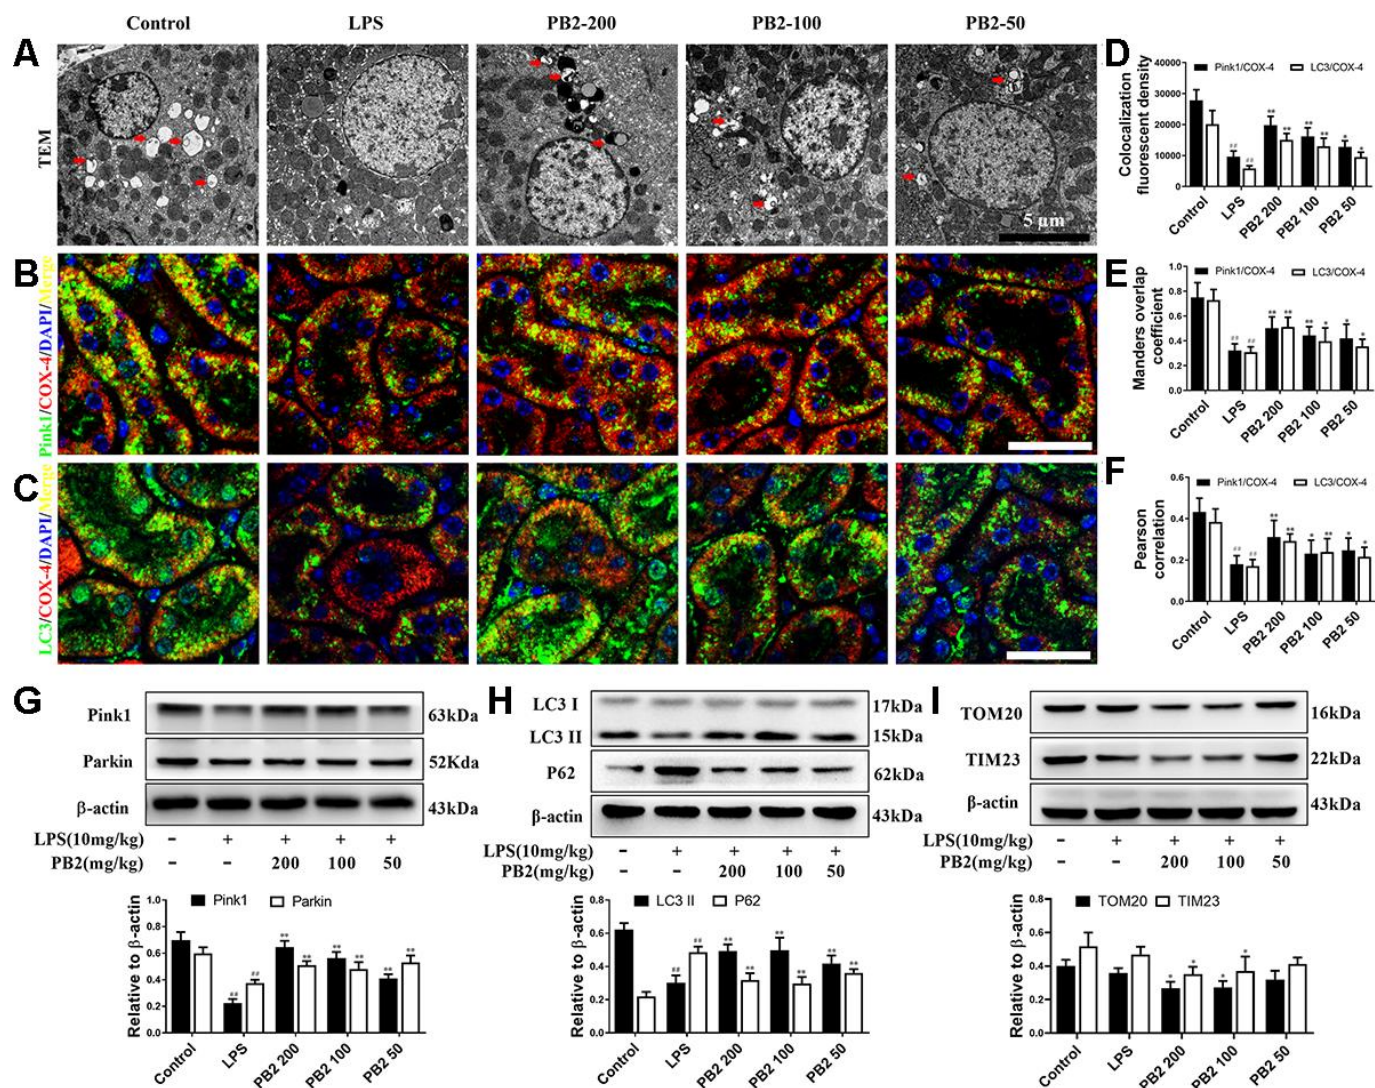 Control LPS PB2-200 PB2-100 PB2-50
A
TEM
5 µm
B
Pink1/COX-4/DAPI/Merge
C
LC3/COX-4/DAPI/Merge
D
Pink1/COX-4 LC3/COX-4
Colocalization
fluorescent density
40000
30000
20000
10000
0
## ## ** ** ** ** * *
Control LPS PB2 200 PB2 100 PB2 50
E
Pink1/COX-4 LC3/COX-4
Manders overlap
coefficient
1.0
0.8
0.6
0.4
0.2
0.0
## ## ** ** ** * * *
Control LPS PB2 200 PB2 100 PB2 50
F
Pink1/COX-4 LC3/COX-4
Pearson
correlation
0.6
0.4
0.2
0.0
## ## ** ** * ** * *
Control LPS PB2 200 PB2 100 PB2 50
G
Pink1 63kDa
Parkin 52Kda
β-actin 43kDa
LPS(10mg/kg) - + + + +
PB2(mg/kg) - - 200 100 50
Pink1 Parkin
Relative to β-actin
1.0
0.8
0.6
0.4
0.2
0.0
## ## ** ** ** ** ** **
Control LPS PB2 200 PB2 100 PB2 50
H
LC3 I 17kDa
LC3 II 15kDa
P62 62kDa
β-actin 43kDa
LPS(10mg/kg) - + + + +
PB2(mg/kg) - - 200 100 50
LC3 II P62
Relative to β-actin
0.8
0.6
0.4
0.2
0.0
## ## ** ** ** ** ** **
Control LPS PB2 200 PB2 100 PB2 50
I
TOM20 16kDa
TIM23 22kDa
β-actin 43kDa
LPS(10mg/kg) - + + + +
PB2(mg/kg) - - 200 100 50
TOM20 TIM23
Relative to β-actin
0.8
0.6
0.4
0.2
0.0
* * * *
Control LPS PB2 200 PB2 100 PB2 50